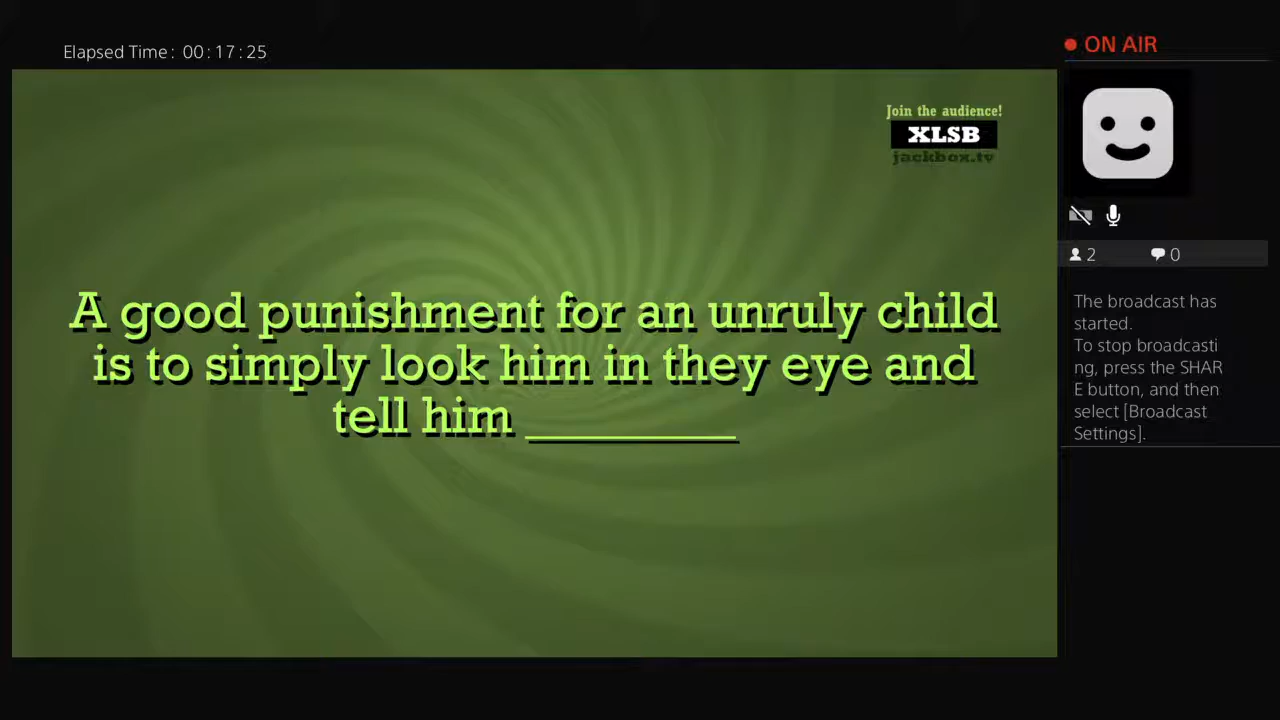 Elapsed Time: 00:17:25
ON AIR
Join the audience!
XLSB
jackbox.tv
2 0
A good punishment for an unruly child
is to simply look him in they eye and
tell him ________
The broadcast has
started.
To stop broadcasti
ng, press the SHAR
E button, and then
select [Broadcast
Settings].